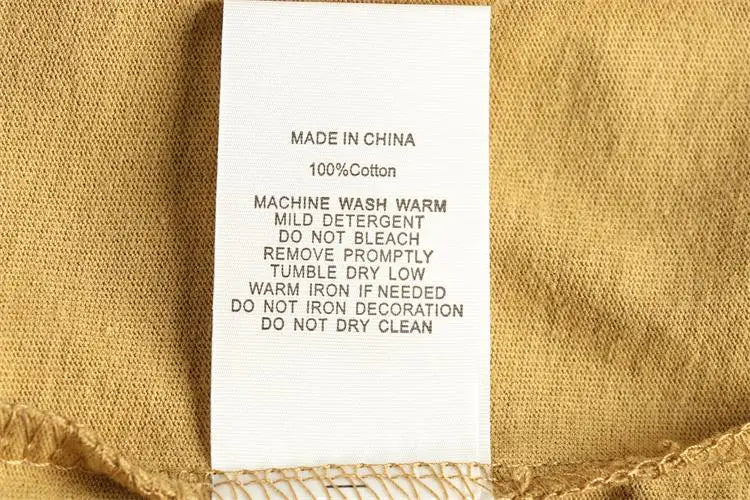 MADE IN CHINA
100%Cotton
MACHINE WASH WARM
MILD DETERGENT
DO NOT BLEACH
REMOVE PROMPTLY
TUMBLE DRY LOW
WARM IRON IF NEEDED
DO NOT IRON DECORATION
DO NOT DRY CLEAN